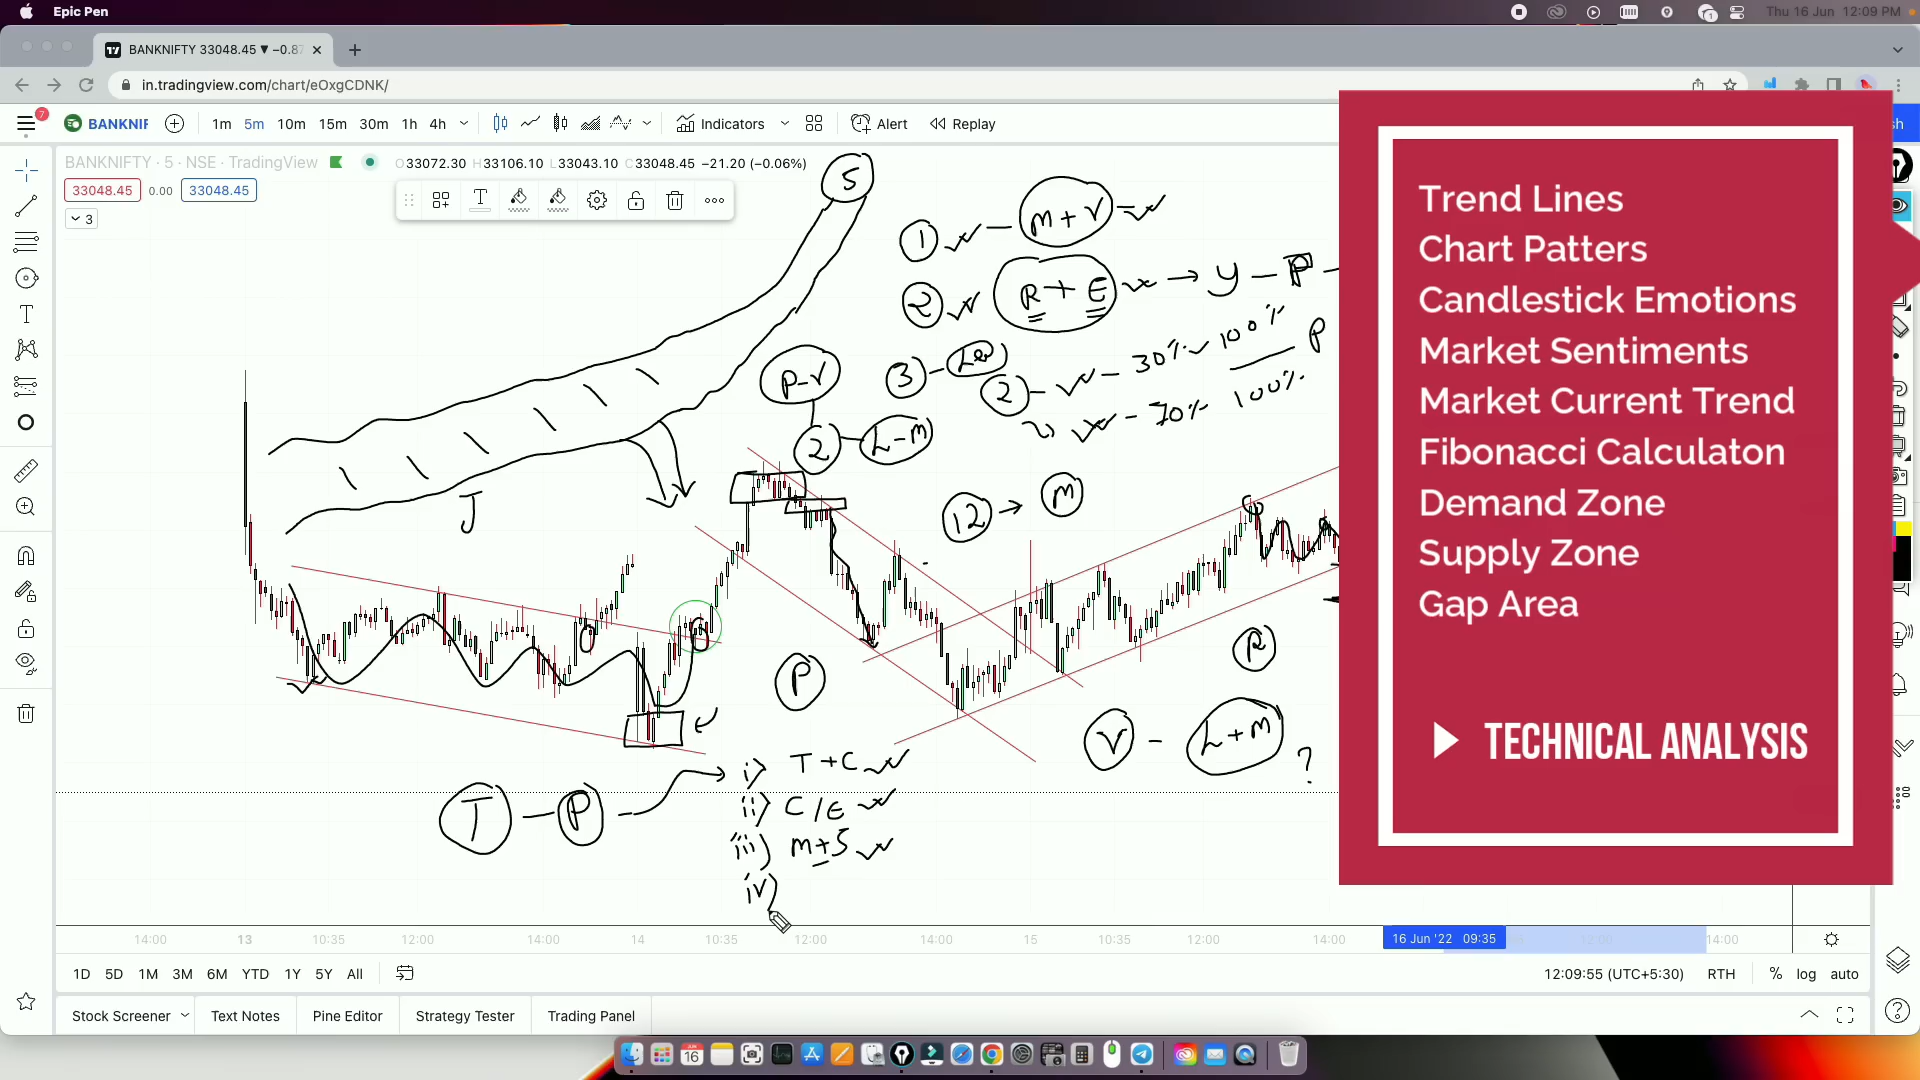 Epic Pen
Thu 16 Jun 12:09 PM
BANKNIFTY 33048.45 ▼ −0.87
in.tradingview.com/chart/eOxgCDNK/
7
BANKNIF
1m 5m 10m 15m 30m 1h 4h
Indicators
Alert
Replay
BANKNIFTY · 5 · NSE · TradingView
O33072.30 H33106.10 L33043.10 C33048.45 −21.20 (−0.06%)
33048.45 0.00 33048.45
3
5
1 — M+V
2 R+E → Y — P —
3 —
2 — 30% 100% P
— 70% 100%
P-V
2 — L-M
12 → M
J
P
R
V - L+M ?
T — P
i) T+C
ii) C/E
iii) M+S
iv)
Trend Lines
Chart Patters
Candlestick Emotions
Market Sentiments
Market Current Trend
Fibonacci Calculaton
Demand Zone
Supply Zone
Gap Area
TECHNICAL ANALYSIS
14:00 13 10:35 12:00 14:00 14 10:35 12:00 14:00 15 10:35 12:00 14:00 16 Jun '22 09:35 12:00 14:00
1D 5D 1M 3M 6M YTD 1Y 5Y All
12:09:55 (UTC+5:30) RTH % log auto
Stock Screener Text Notes Pine Editor Strategy Tester Trading Panel